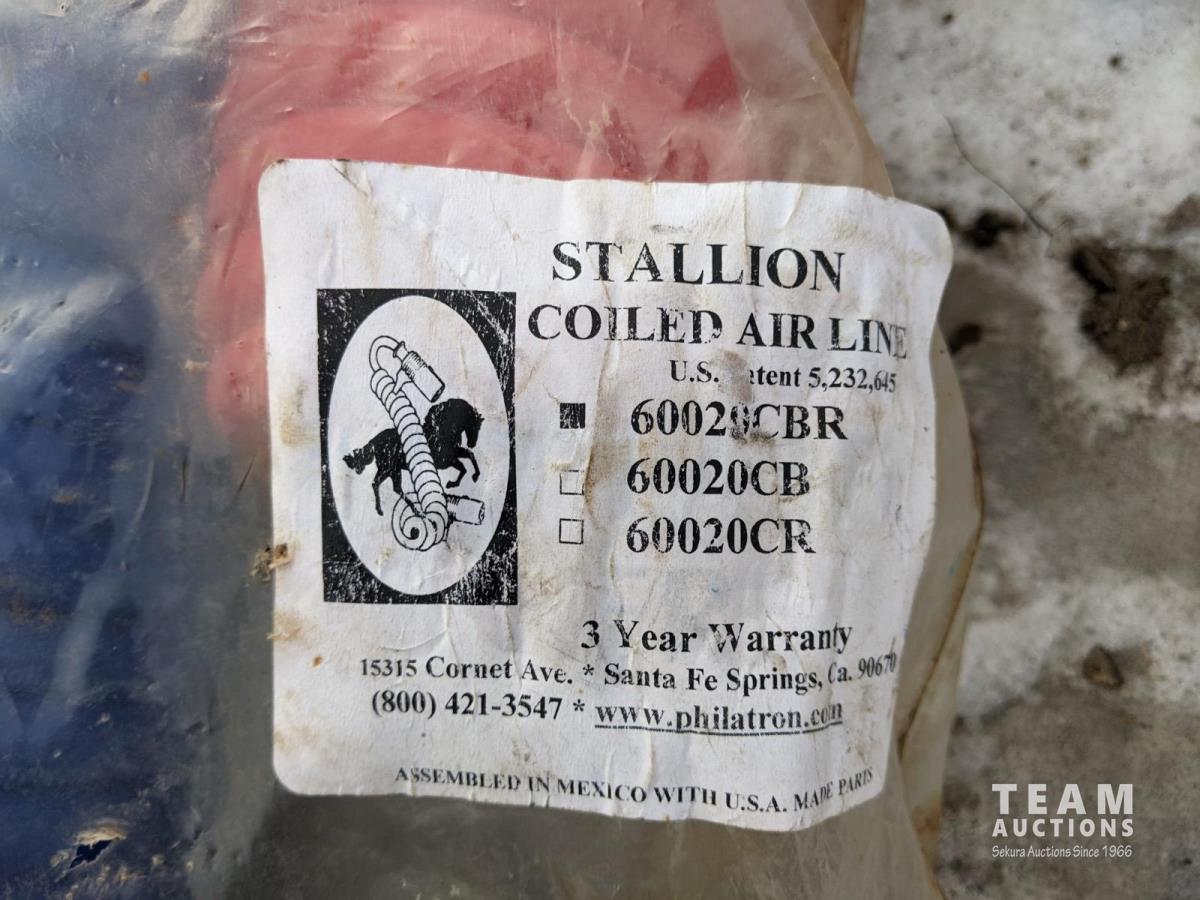 STALLION
COILED AIR LINE
U.S. Patent 5,232,645
60020CBR
60020CB
60020CR
3 Year Warranty
15315 Cornet Ave. * Santa Fe Springs, Ca. 90670
(800) 421-3547 * www.philatron.com
ASSEMBLED IN MEXICO WITH U.S.A. MADE PARTS
TEAM
AUCTIONS
Sekura Auctions Since 1966